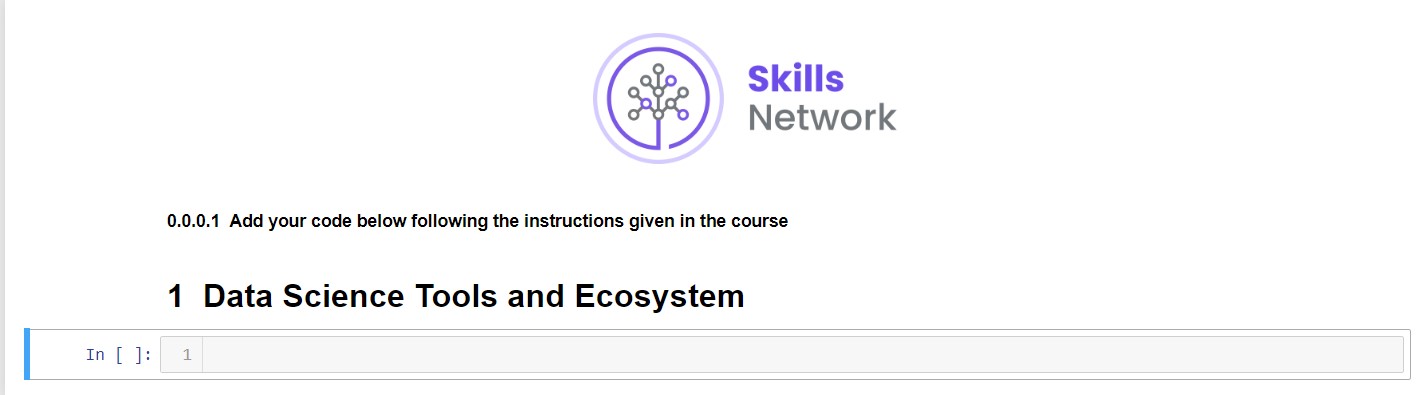 Skills
Network
0.0.0.1 Add your code below following the instructions given in the course
1 Data Science Tools and Ecosystem
In [ ]: 1